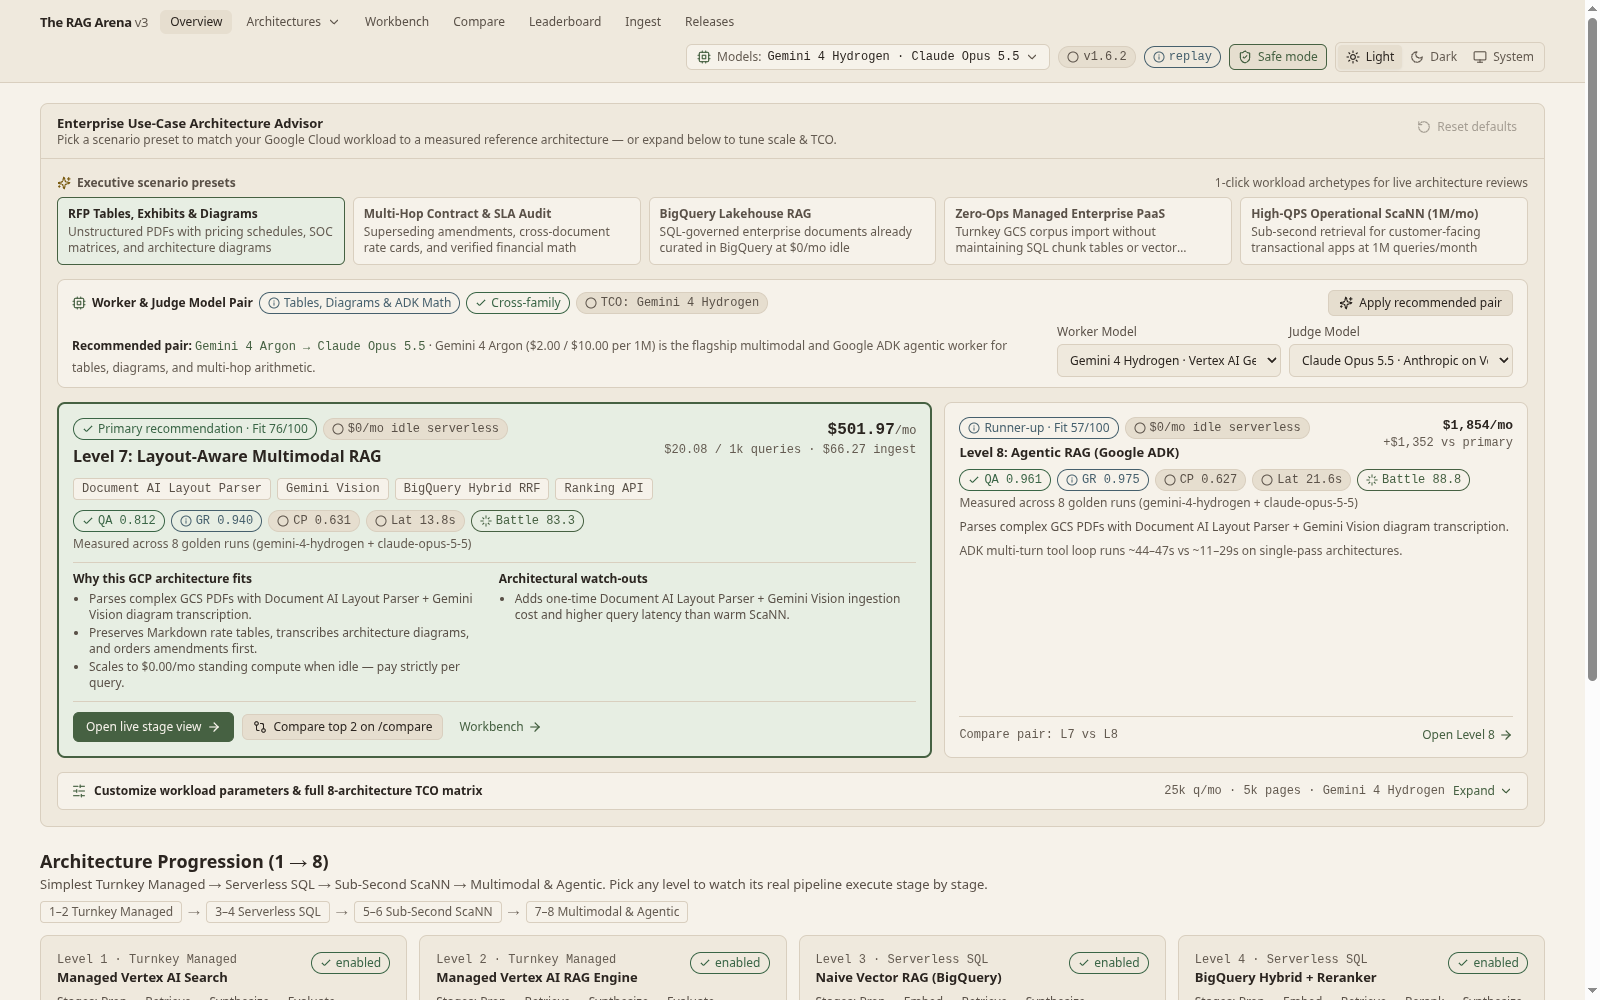 The RAG Arena v3 Overview Architectures Workbench Compare Leaderboard Ingest Releases
Models: Gemini 4 Hydrogen · Claude Opus 5.5 v1.6.2 replay Safe mode Light Dark System
Enterprise Use-Case Architecture Advisor
Pick a scenario preset to match your Google Cloud workload to a measured reference architecture — or expand below to tune scale & TCO.
Reset defaults
Executive scenario presets
1-click workload archetypes for live architecture reviews
RFP Tables, Exhibits & Diagrams
Unstructured PDFs with pricing schedules, SOC
matrices, and architecture diagrams
Multi-Hop Contract & SLA Audit
Superseding amendments, cross-document
rate cards, and verified financial math
BigQuery Lakehouse RAG
SQL-governed enterprise documents already
curated in BigQuery at $0/mo idle
Zero-Ops Managed Enterprise PaaS
Turnkey GCS corpus import without
maintaining SQL chunk tables or vector...
High-QPS Operational ScaNN (1M/mo)
Sub-second retrieval for customer-facing
transactional apps at 1M queries/month
Worker & Judge Model Pair Tables, Diagrams & ADK Math Cross-family TCO: Gemini 4 Hydrogen
Apply recommended pair
Recommended pair: Gemini 4 Argon → Claude Opus 5.5 · Gemini 4 Argon ($2.00 / $10.00 per 1M) is the flagship multimodal and Google ADK agentic worker for
tables, diagrams, and multi-hop arithmetic.
Worker Model
Gemini 4 Hydrogen · Vertex AI Ge
Judge Model
Claude Opus 5.5 · Anthropic on V
Primary recommendation · Fit 76/100 $0/mo idle serverless
$501.97/mo
$20.08 / 1k queries · $66.27 ingest
Level 7: Layout-Aware Multimodal RAG
Document AI Layout Parser Gemini Vision BigQuery Hybrid RRF Ranking API
QA 0.812 GR 0.940 CP 0.631 Lat 13.8s Battle 83.3
Measured across 8 golden runs (gemini-4-hydrogen + claude-opus-5-5)
Why this GCP architecture fits
• Parses complex GCS PDFs with Document AI Layout Parser + Gemini
Vision diagram transcription.
• Preserves Markdown rate tables, transcribes architecture diagrams,
and orders amendments first.
• Scales to $0.00/mo standing compute when idle — pay strictly per
query.
Architectural watch-outs
• Adds one-time Document AI Layout Parser + Gemini Vision ingestion
cost and higher query latency than warm ScaNN.
Open live stage view → Compare top 2 on /compare Workbench →
Runner-up · Fit 57/100 $0/mo idle serverless
$1,854/mo
+$1,352 vs primary
Level 8: Agentic RAG (Google ADK)
QA 0.961 GR 0.975 CP 0.627 Lat 21.6s Battle 88.8
Measured across 8 golden runs (gemini-4-hydrogen + claude-opus-5-5)
Parses complex GCS PDFs with Document AI Layout Parser + Gemini Vision diagram transcription.
ADK multi-turn tool loop runs ~44–47s vs ~11–29s on single-pass architectures.
Compare pair: L7 vs L8 Open Level 8 →
Customize workload parameters & full 8-architecture TCO matrix
25k q/mo · 5k pages · Gemini 4 Hydrogen Expand
Architecture Progression (1 → 8)
Simplest Turnkey Managed → Serverless SQL → Sub-Second ScaNN → Multimodal & Agentic. Pick any level to watch its real pipeline execute stage by stage.
1–2 Turnkey Managed → 3–4 Serverless SQL → 5–6 Sub-Second ScaNN → 7–8 Multimodal & Agentic
Level 1 · Turnkey Managed
enabled
Managed Vertex AI Search
Stages: Prep → Retrieve → Synthesize → Evaluate
Level 2 · Turnkey Managed
enabled
Managed Vertex AI RAG Engine
Stages: Prep → Retrieve → Synthesize → Evaluate
Level 3 · Serverless SQL
enabled
Naive Vector RAG (BigQuery)
Stages: Prep → Embed → Retrieve → Synthesize
Level 4 · Serverless SQL
enabled
BigQuery Hybrid + Reranker
Stages: Prep → Embed → Retrieve → Rerank → Synthesize